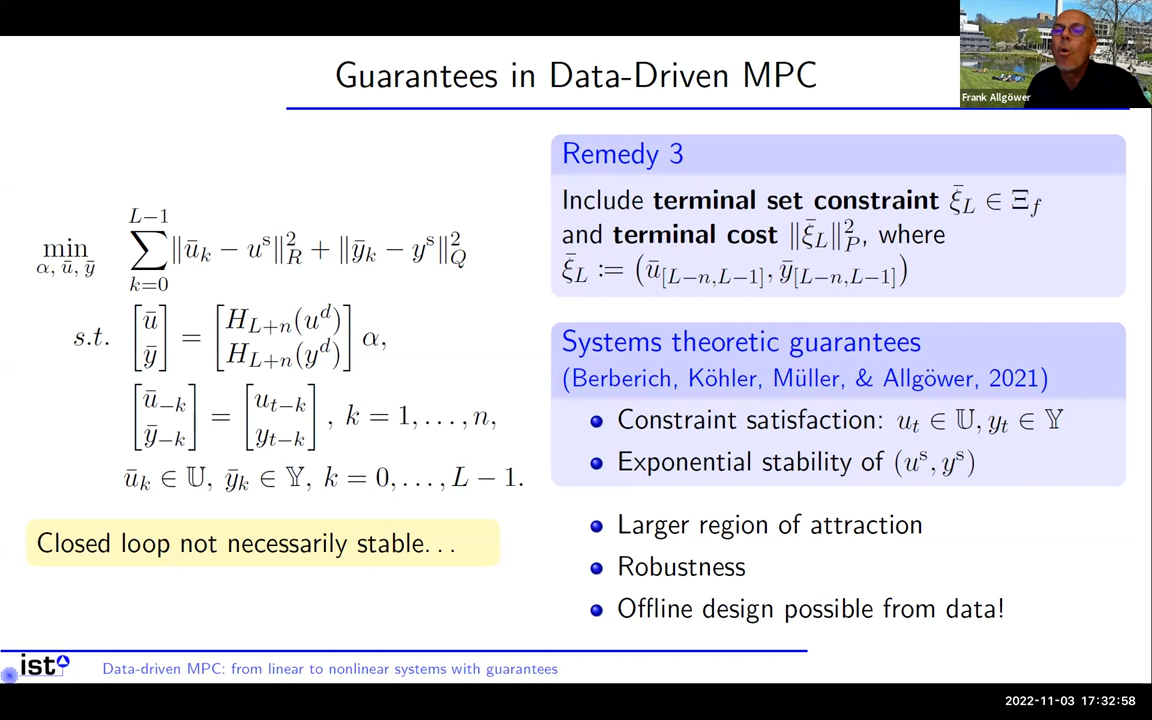 Guarantees in Data-Driven MPC
Frank Allgöwer
min_{α, ū, ȳ} \sum_{k=0}^{L−1} ‖ū_k − u^s‖²_R + ‖ȳ_k − y^s‖²_Q
s.t. [ū ȳ] = [H_{L+n}(u^d) H_{L+n}(y^d)] α,
[ū_{−k} ȳ_{−k}] = [u_{t−k} y_{t−k}], k = 1, . . . , n,
ū_k ∈ 𝕌, ȳ_k ∈ 𝕐, k = 0, . . . , L − 1.
Closed loop not necessarily stable. . .
Remedy 3
Include terminal set constraint ξ̄_L ∈ Ξ_f
and terminal cost ‖ξ̄_L‖²_P, where
ξ̄_L := (ū_{[L−n,L−1]}, ȳ_{[L−n,L−1]})
Systems theoretic guarantees
(Berberich, Köhler, Müller, & Allgöwer, 2021)
Constraint satisfaction: u_t ∈ 𝕌, y_t ∈ 𝕐
Exponential stability of (u^s, y^s)
Larger region of attraction
Robustness
Offline design possible from data!
ist
Data-driven MPC: from linear to nonlinear systems with guarantees
2022-11-03 17:32:58